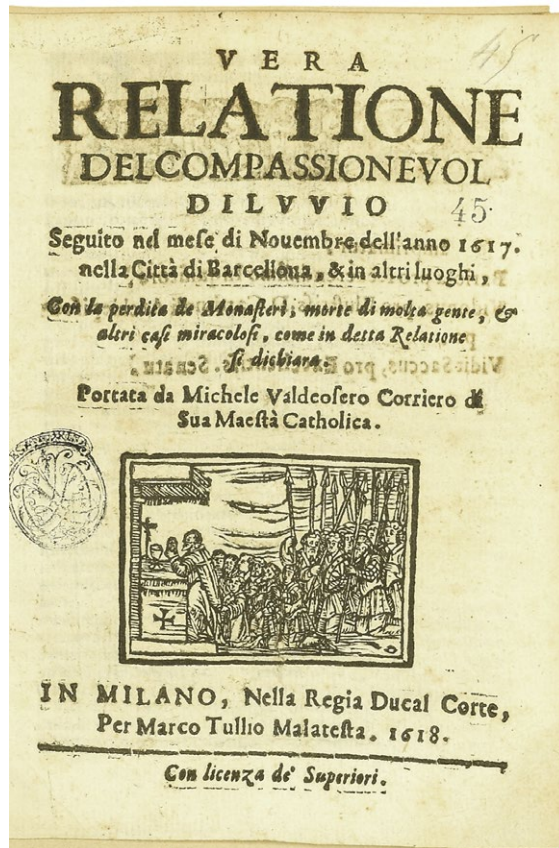 45
VERA
RELATIONE
DEL COMPASSIONEVOL
DILVVIO
45
Seguito nel mese di Nouembre dell'anno 1617.
nella Città di Barcellona, & in altri luoghi,
Con la perdita de Monasteri, morte di molta gente, &
altri casi miracolosi, come in detta Relatione
si dichiara.
Portata da Michele Valdeosero Corriero di
Sua Maestà Catholica.
IN MILANO, Nella Regia Ducal Corte,
Per Marco Tullio Malatesta. 1618.
Con licenza de' Superiori.